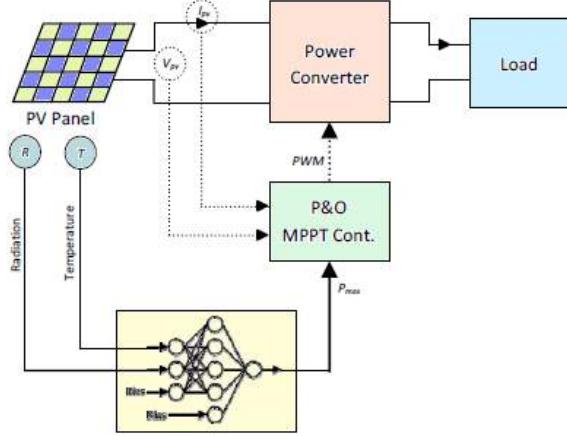 I_pv
V_pv
Power
Converter
Load
PV Panel
R
T
PWM
P&O
MPPT Cont.
Radiation
Temperature
P_max
Bias
Bias